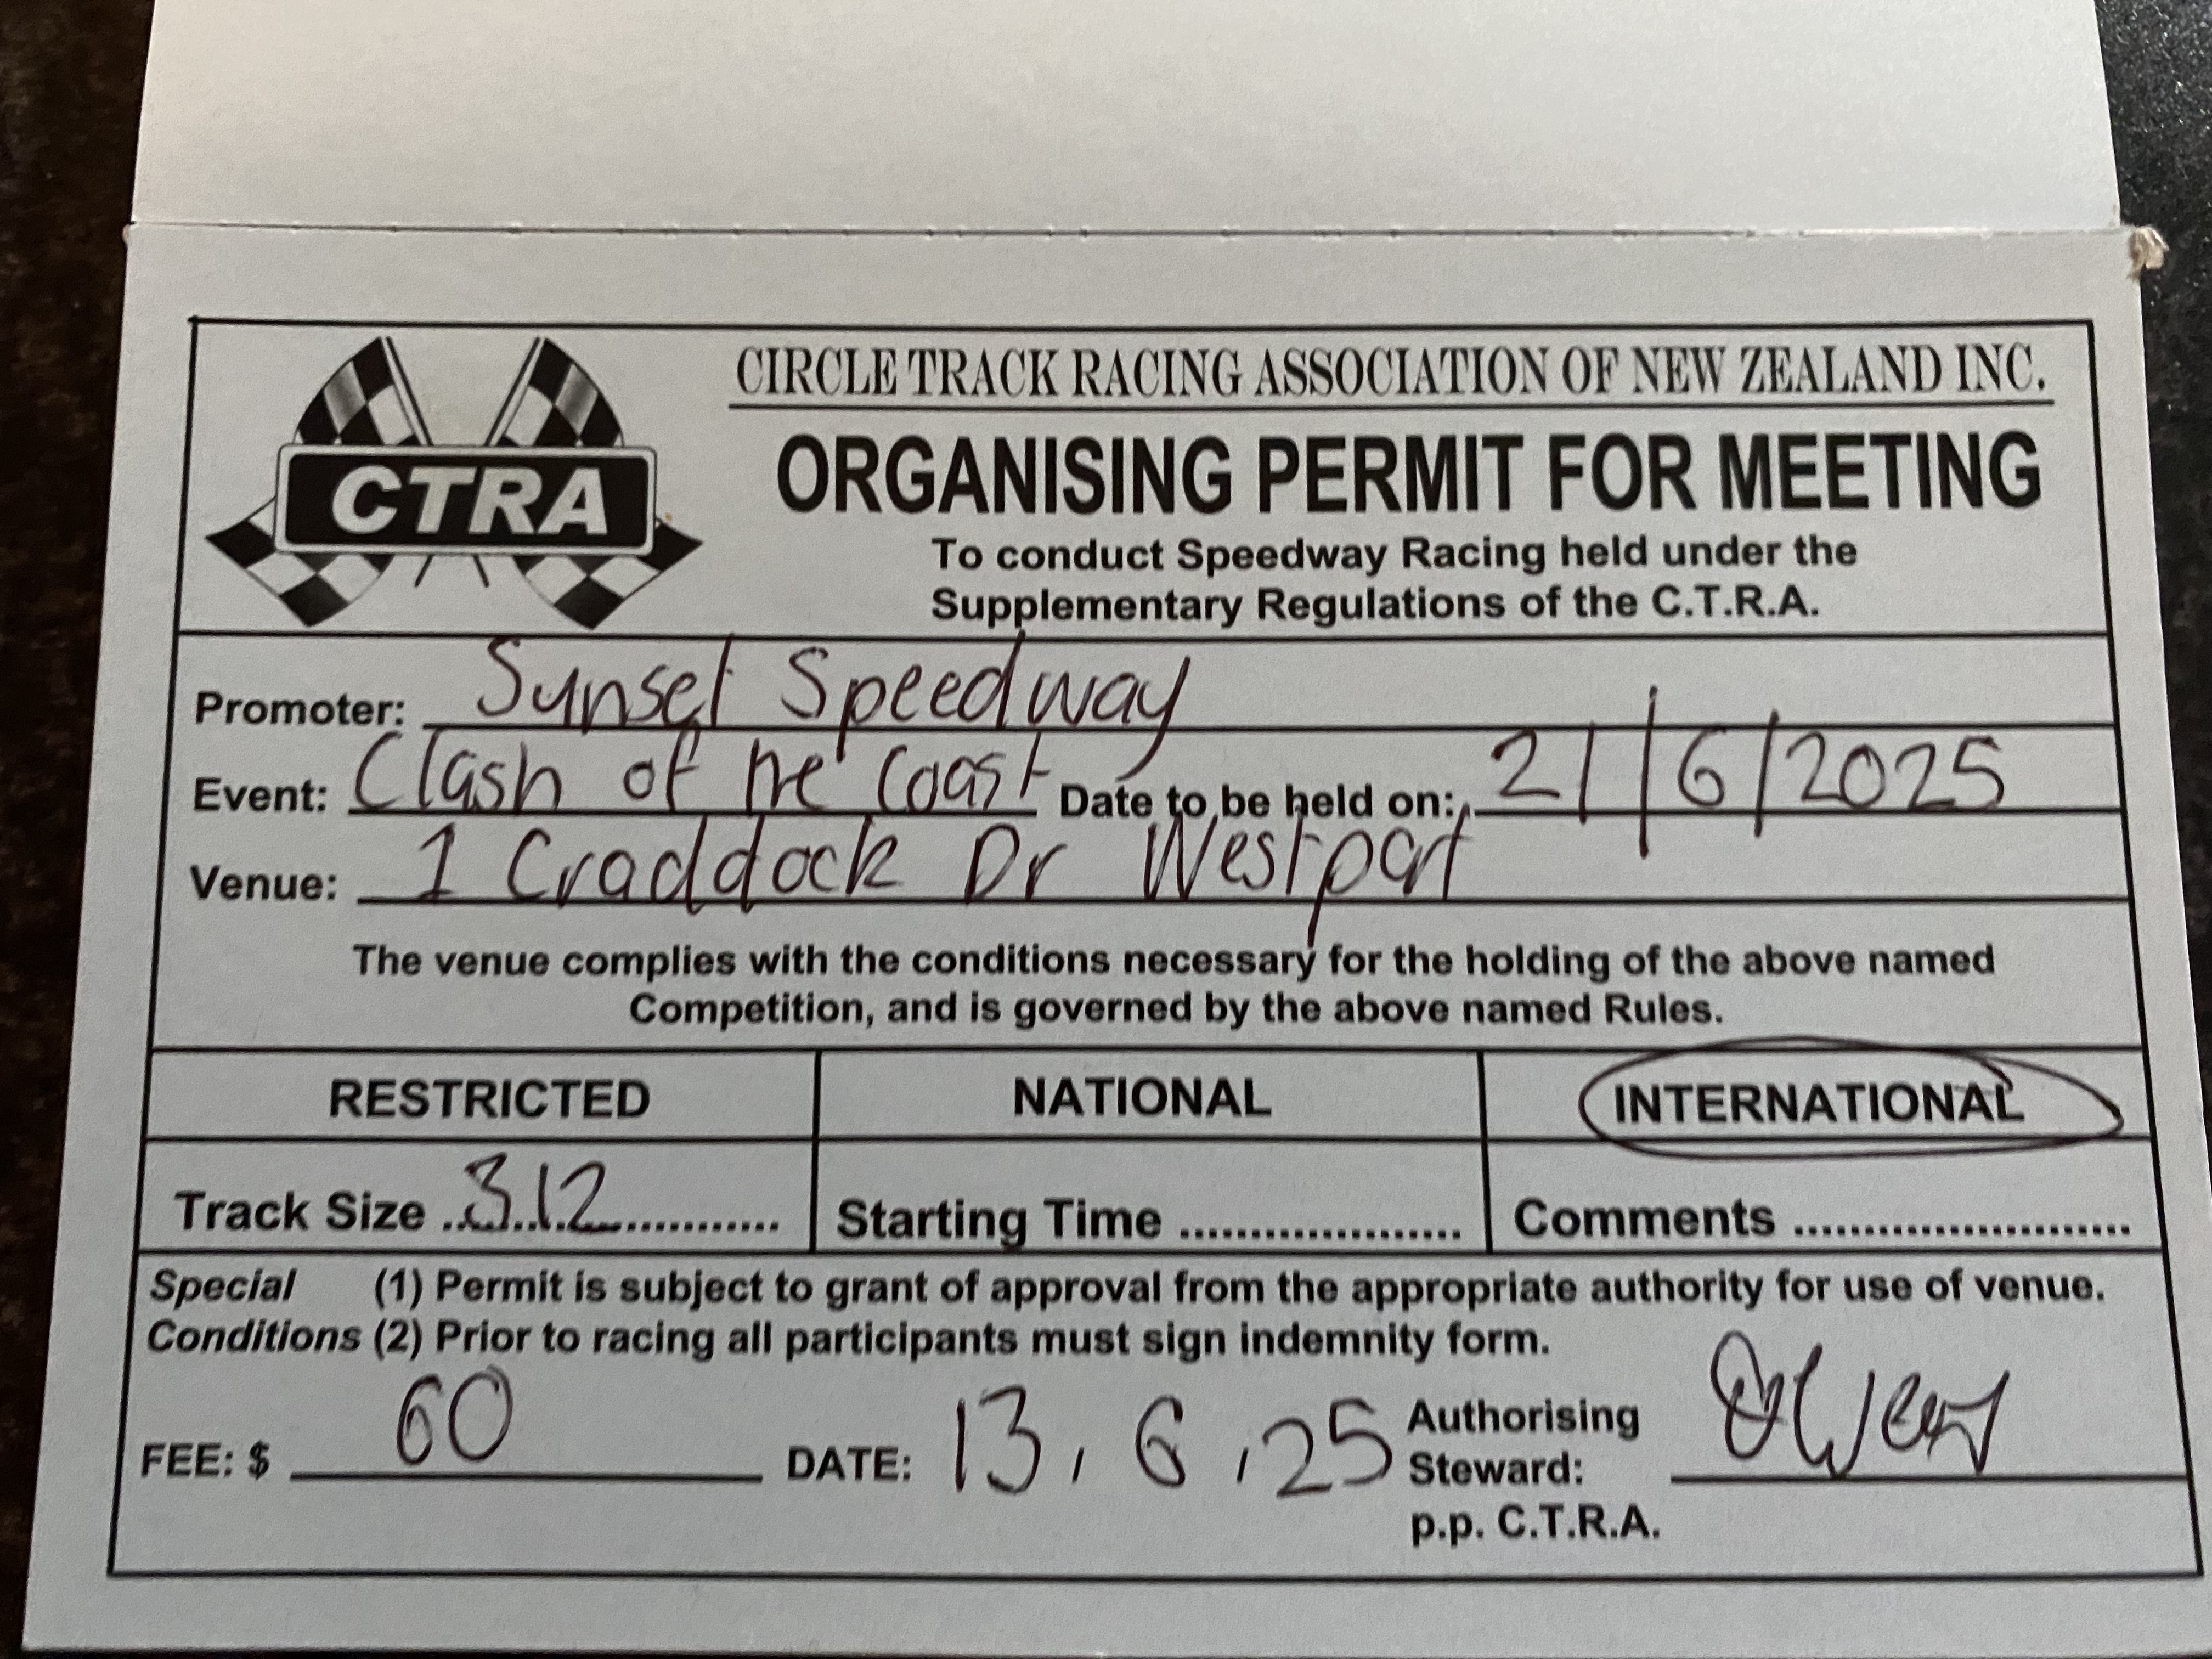 CTRA
CIRCLE TRACK RACING ASSOCIATION OF NEW ZEALAND INC.
ORGANISING PERMIT FOR MEETING
To conduct Speedway Racing held under the
Supplementary Regulations of the C.T.R.A.
Promoter: Sunset Speedway
Event: Clash of the Coast Date to be held on: 21/6/2025
Venue: 1 Craddock Dr Westport
The venue complies with the conditions necessary for the holding of the above named
Competition, and is governed by the above named Rules.
RESTRICTED NATIONAL INTERNATIONAL
Track Size 312 Starting Time .................... Comments ........................
Special (1) Permit is subject to grant of approval from the appropriate authority for use of venue.
Conditions (2) Prior to racing all participants must sign indemnity form.
FEE: $ 60 DATE: 13, 6, 25 Authorising
Steward:
p.p. C.T.R.A.